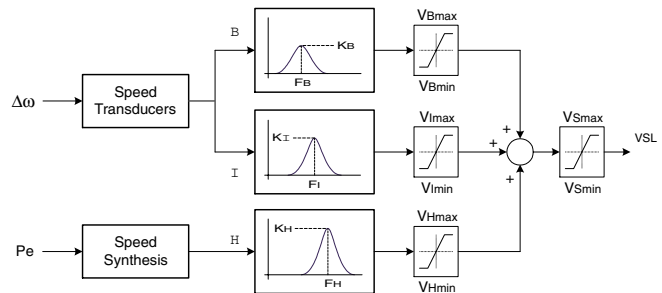 B
KB
FB
VBmax
VBmin
Δω
Speed
Transducers
I
KI
FI
VImax
VImin
+
+
+
VSmax
VSmin
VSL
Pe
Speed
Synthesis
H
KH
FH
VHmax
VHmin